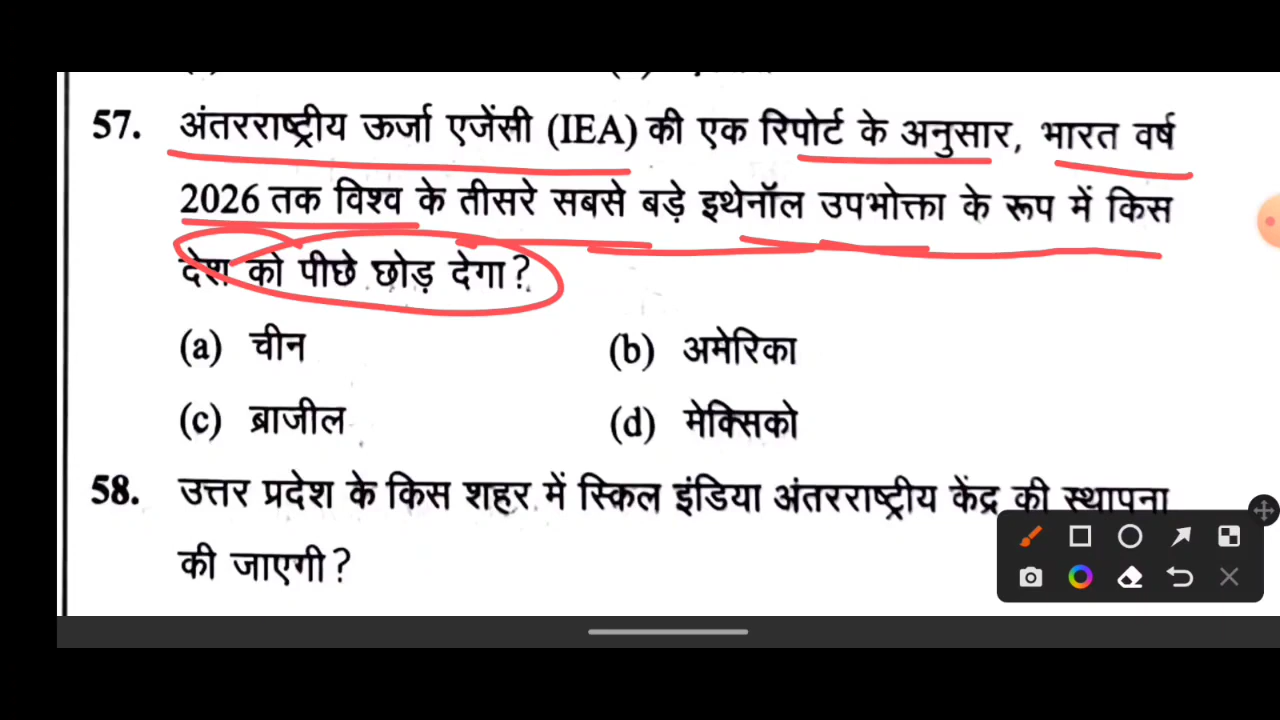 57. अंतरराष्ट्रीय ऊर्जा एजेंसी (IEA) की एक रिपोर्ट के अनुसार, भारत वर्ष
2026 तक विश्व के तीसरे सबसे बड़े इथेनॉल उपभोक्ता के रूप में किस
देश को पीछे छोड़ देगा?
(a) चीन (b) अमेरिका
(c) ब्राजील (d) मेक्सिको
58. उत्तर प्रदेश के किस शहर में स्किल इंडिया अंतरराष्ट्रीय केंद्र की स्थापना
की जाएगी?